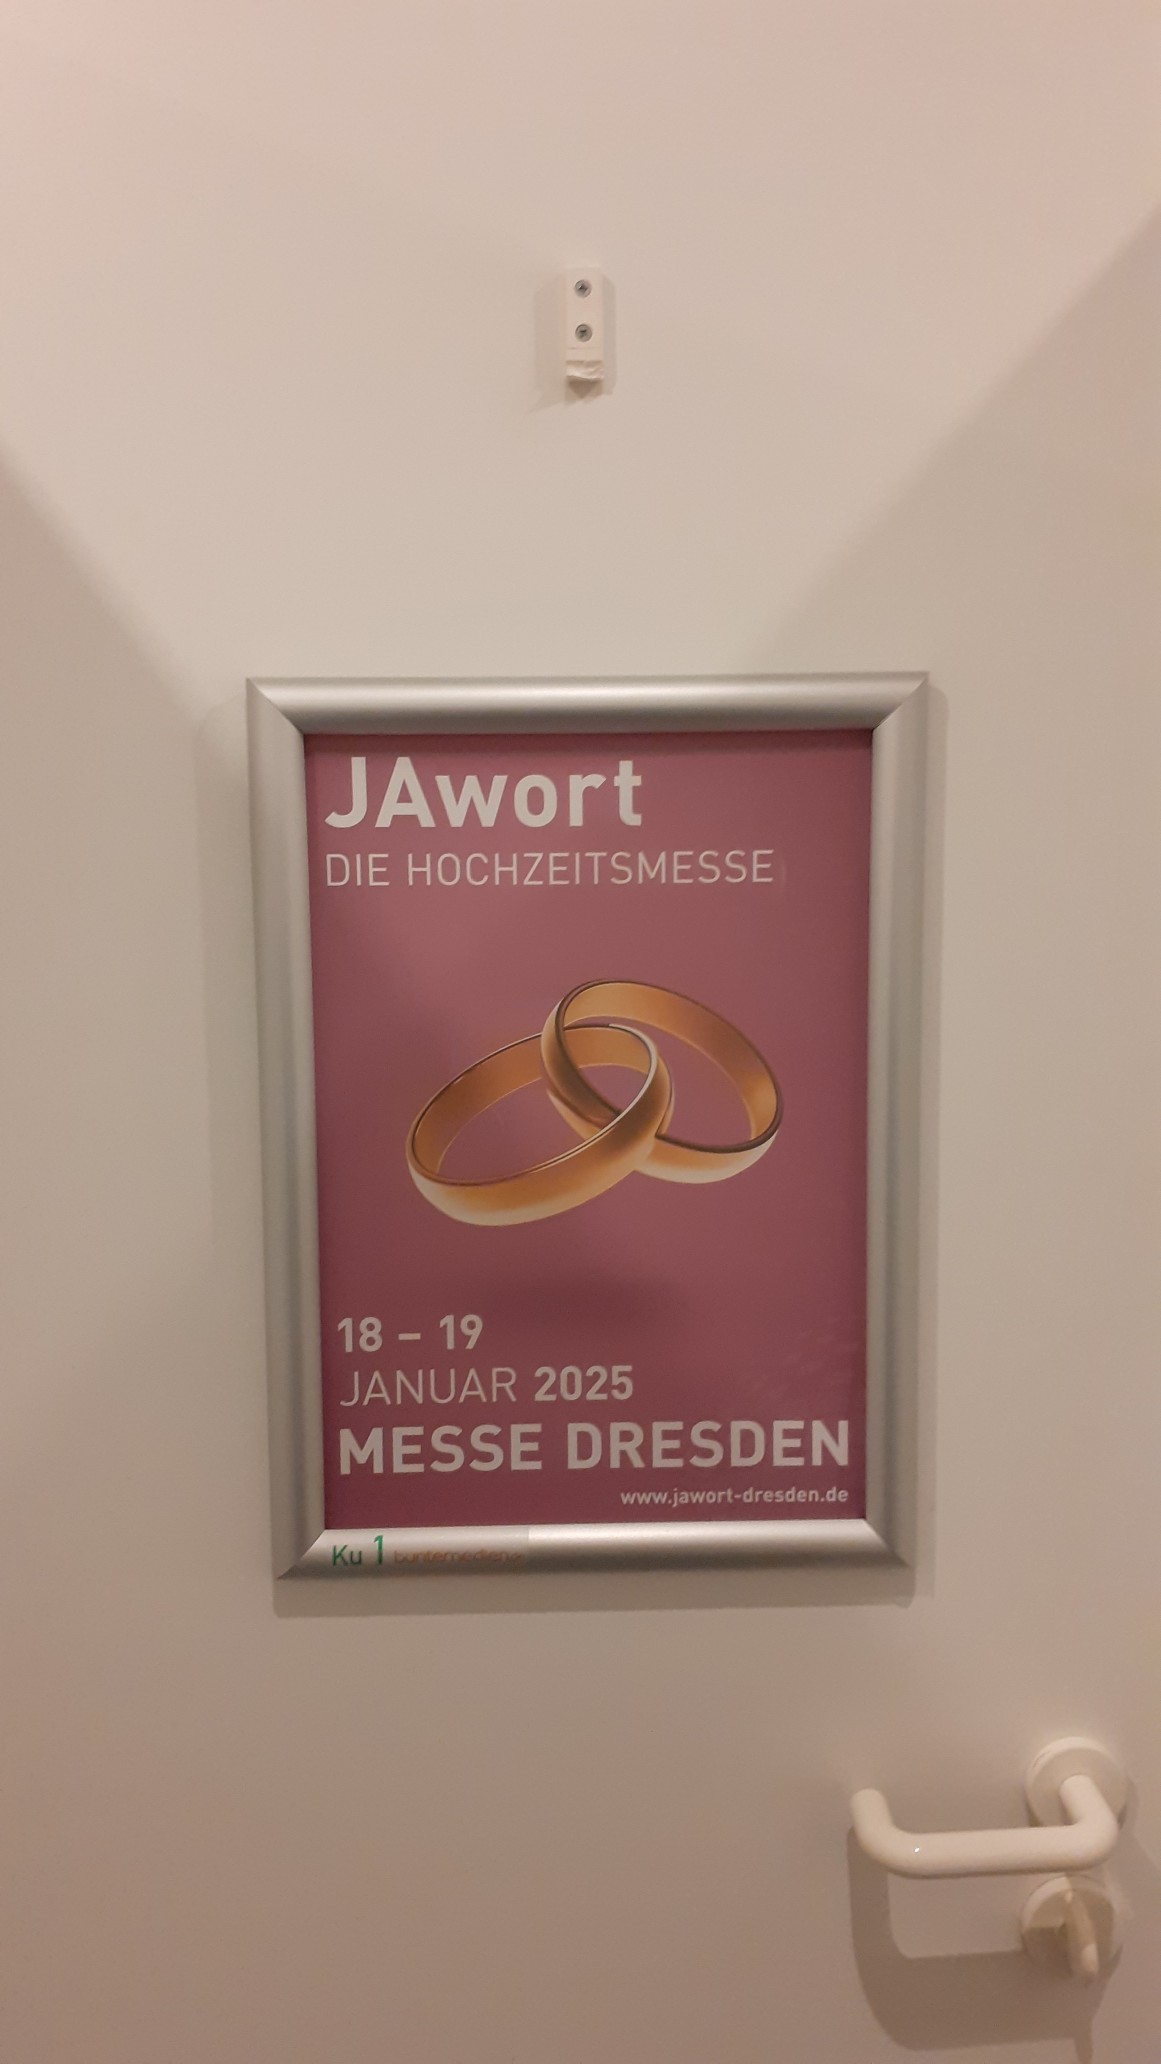 JAwort
DIE HOCHZEITSMESSE
18 – 19
JANUAR 2025
MESSE DRESDEN
www.jawort-dresden.de
Ku 1